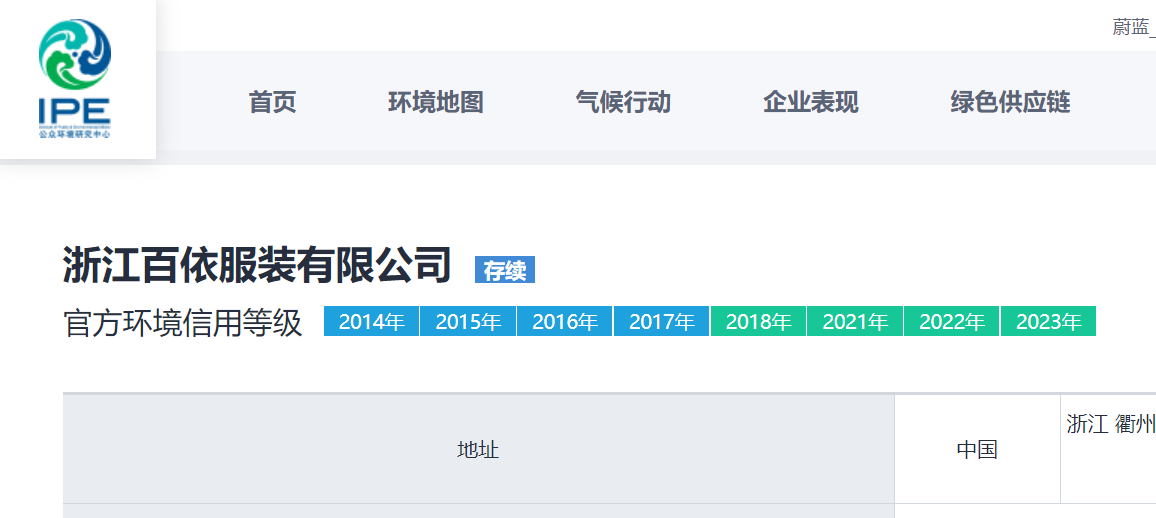 蔚蓝_
IPE
公众环境研究中心
首页 环境地图 气候行动 企业表现 绿色供应链
浙江百依服装有限公司 存续
官方环境信用等级 2014年 2015年 2016年 2017年 2018年 2021年 2022年 2023年
地址 中国 浙江 衢州